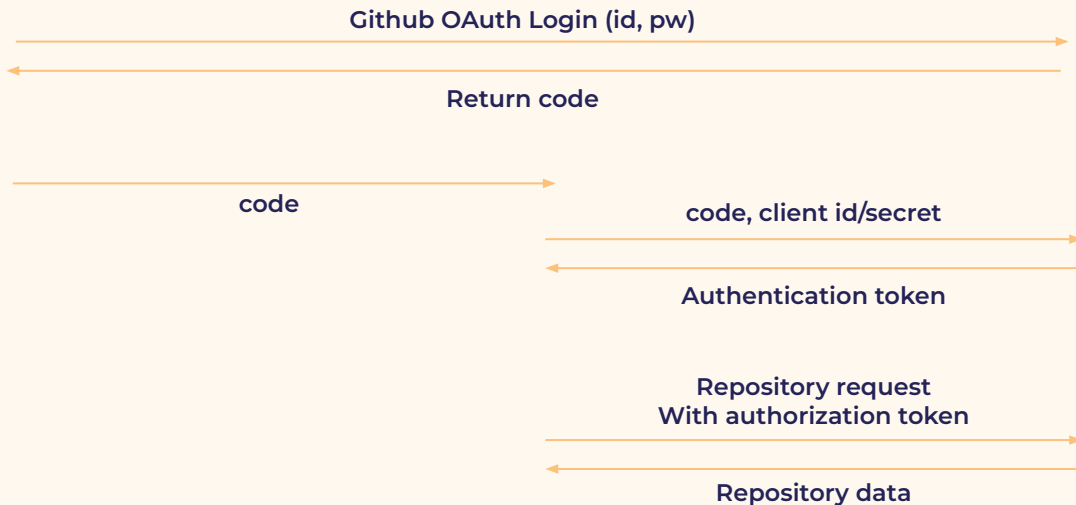 Github OAuth Login (id, pw)
Return code
code
code, client id/secret
Authentication token
Repository request
With authorization token
Repository data